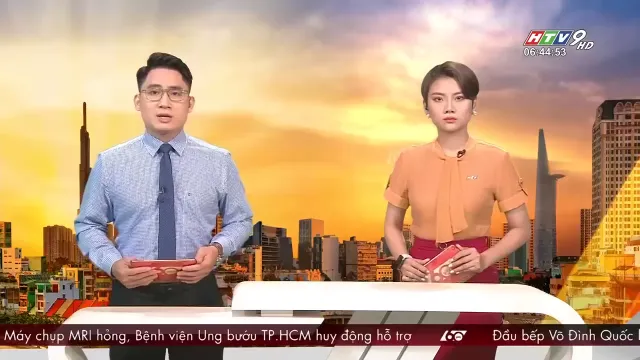 HTV9 HD
06:44:53
Máy chụp MRI hỏng, Bệnh viện Ung bướu TP.HCM huy động hỗ trợ
Đầu bếp Võ Đình Quốc